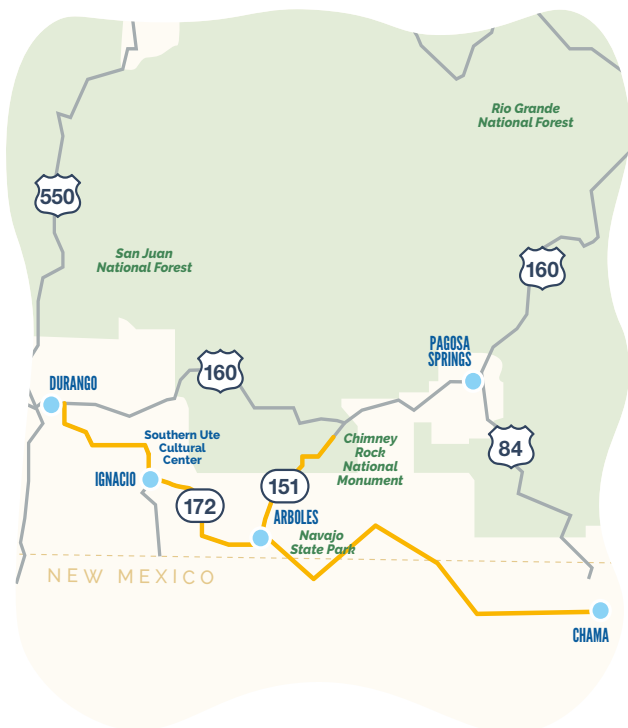 Rio Grande
National Forest
550
San Juan
National Forest
160
PAGOSA
SPRINGS
160
DURANGO
Southern Ute
Cultural
Center
Chimney
Rock
National
Monument
84
IGNACIO
151
172
ARBOLES
Navajo
State Park
NEW MEXICO
CHAMA